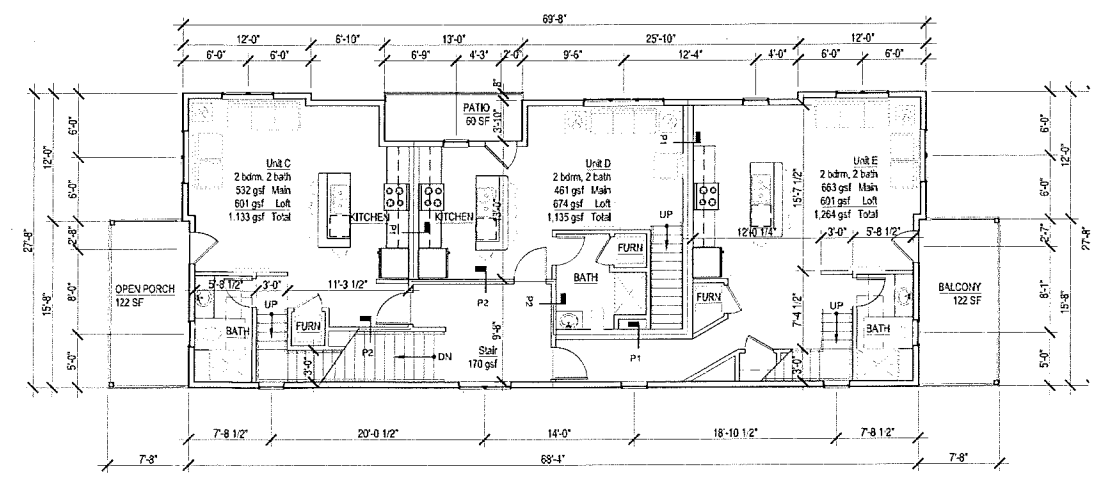 69'-8"
12'-0" 6'-10" 13'-0" 25'-10" 12'-0"
6'-0" 6'-0" 6'-9" 4'-3" 2'-0" 9'-6" 12'-4" 4'-0" 6'-0" 6'-0"
8"
PATIO
60 SF
3'-10"
P1
27'-8"
12'-0"
15'-8"
6'-0"
6'-0"
2'-8"
8'-0"
5'-0"
Unit C
2 bdrm, 2 bath
532 gsf Main
601 gsf Loft
1,133 gsf Total
KITCHEN
P1
KITCHEN
Unit D
2 bdrm, 2 bath
461 gsf Main
674 gsf Loft
1,135 gsf Total
UP
Unit E
2 bdrm, 2 bath
663 gsf Main
601 gsf Loft
1,264 gsf Total
15'-7 1/2"
12'-0 1/4" 3'-0" 5'-8 1/2"
OPEN PORCH
122 SF
5'-8 1/2" 3'-0" 11'-3 1/2"
UP
FURN
BATH
P2
DN
3'-0"
Stair
170 gsf
9'-8"
P2
BATH
FURN
P2
P1
FURN
7'-4 1/2"
UP
BATH
3'-0"
BALCONY
122 SF
6'-0"
6'-0"
2'-7"
8'-1"
5'-0"
12'-0"
15'-8"
27'-8"
7'-8 1/2" 20'-0 1/2" 14'-0" 18'-10 1/2" 7'-8 1/2"
7'-8" 68'-4" 7'-8"